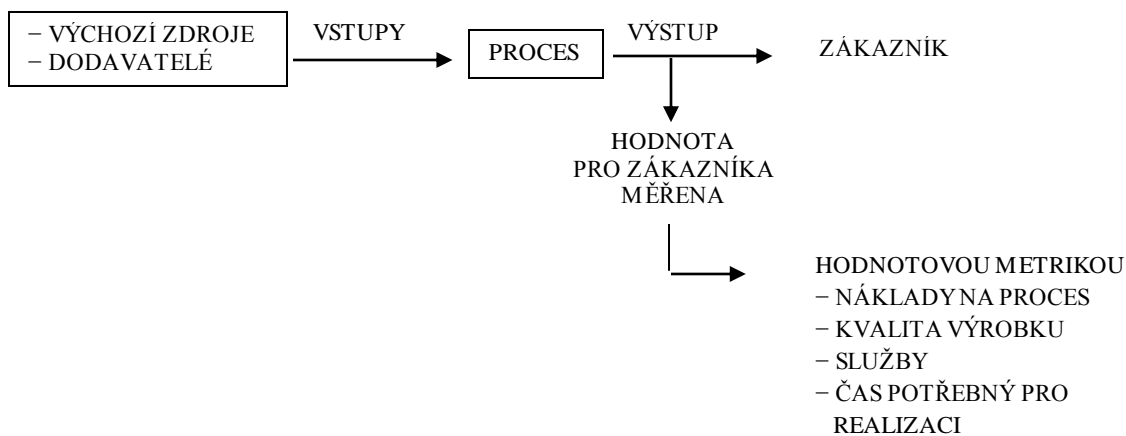 – VÝCHOZÍ ZDROJE
– DODAVATELÉ
VSTUPY
PROCES
VÝSTUP
ZÁKAZNÍK
HODNOTA
PRO ZÁKAZNÍKA
MĚŘENA
HODNOTOVOU METRIKOU
– NÁKLADY NA PROCES
– KVALITA VÝROBKU
– SLUŽBY
– ČAS POTŘEBNÝ PRO
REALIZACI